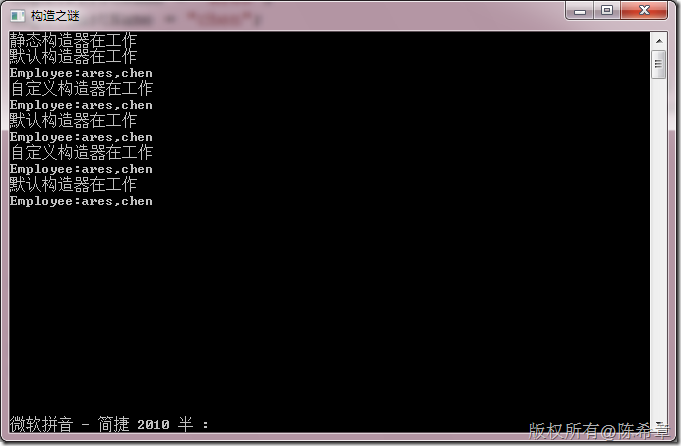 构造之谜
静态构造器在工作
默认构造器在工作
Employee:ares,chen
自定义构造器在工作
Employee:ares,chen
默认构造器在工作
Employee:ares,chen
自定义构造器在工作
Employee:ares,chen
默认构造器在工作
Employee:ares,chen
微软拼音 - 简捷 2010 半 :
版权所有@陈希章